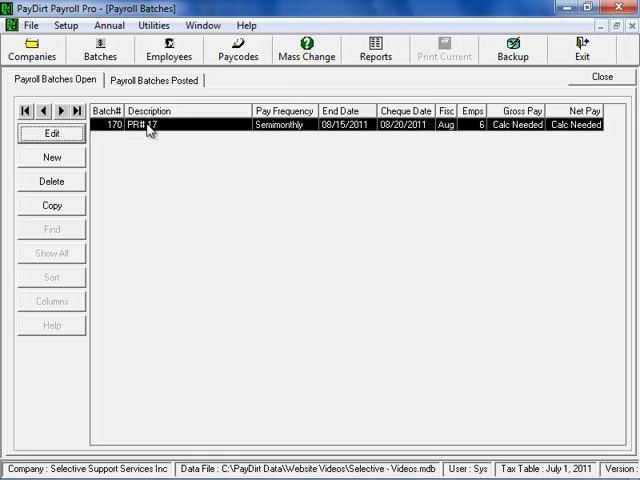 PayDirt Payroll Pro - [Payroll Batches]
File Setup Annual Utilities Window Help
Companies Batches Employees Paycodes Mass Change Reports Print Current Backup Exit
Payroll Batches Open Payroll Batches Posted Close
Batch# Description Pay Frequency End Date Cheque Date Fisc Emps Gross Pay Net Pay
170 PR# 17 Semimonthly 08/15/2011 08/20/2011 Aug 6 Calc Needed Calc Needed
Edit
New
Delete
Copy
Find
Show All
Sort
Columns
Help
Company : Selective Support Services Inc Data File : C:\PayDirt Data\Website Videos\Selective - Videos.mdb User : Sys Tax Table : July 1, 2011 Version :